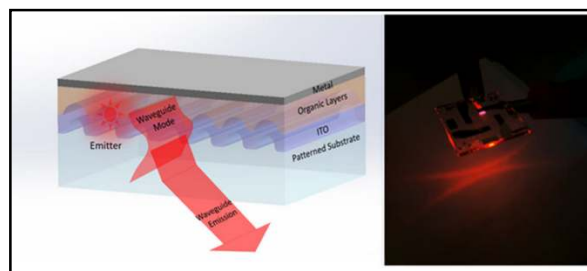 Metal
Organic Layers
ITO
Patterned Substrate
Emitter
Waveguide
Mode
Waveguide
Emission